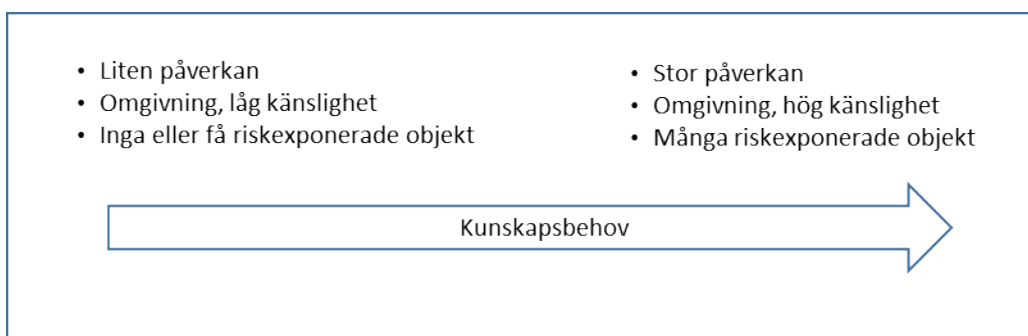 • Liten påverkan
• Omgivning, låg känslighet
• Inga eller få riskexponerade objekt
• Stor påverkan
• Omgivning, hög känslighet
• Många riskexponerade objekt
Kunskapsbehov